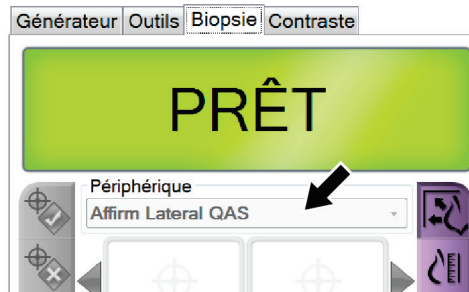 Générateur Outils Biopsie Contraste
PRÊT
Périphérique
Affirm Lateral QAS